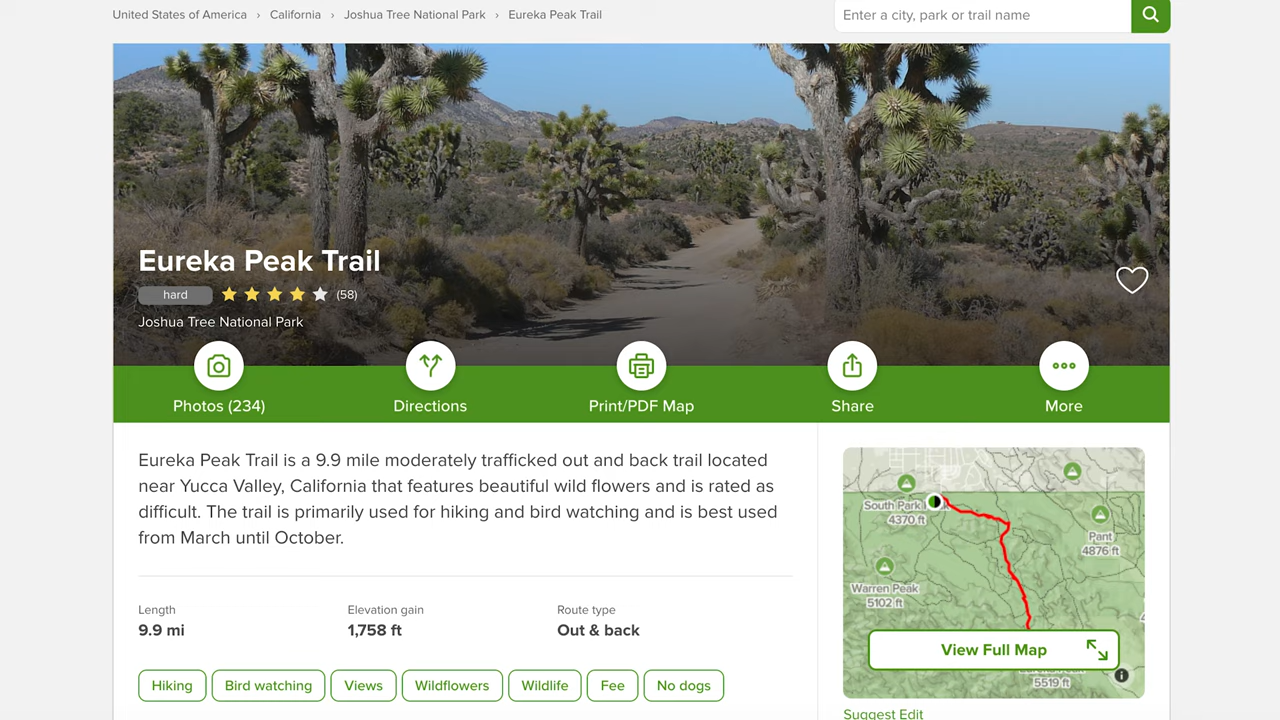 United States of America › California › Joshua Tree National Park › Eureka Peak Trail
Enter a city, park or trail name
Eureka Peak Trail
hard (58)
Joshua Tree National Park
Photos (234) Directions Print/PDF Map Share More
Eureka Peak Trail is a 9.9 mile moderately trafficked out and back trail located
near Yucca Valley, California that features beautiful wild flowers and is rated as
difficult. The trail is primarily used for hiking and bird watching and is best used
from March until October.
Length Elevation gain Route type
9.9 mi 1,758 ft Out & back
Hiking Bird watching Views Wildflowers Wildlife Fee No dogs
South Park
4370 ft
Pant
4876 ft
Warren Peak
5102 ft
View Full Map
5519 ft
Suggest Edit